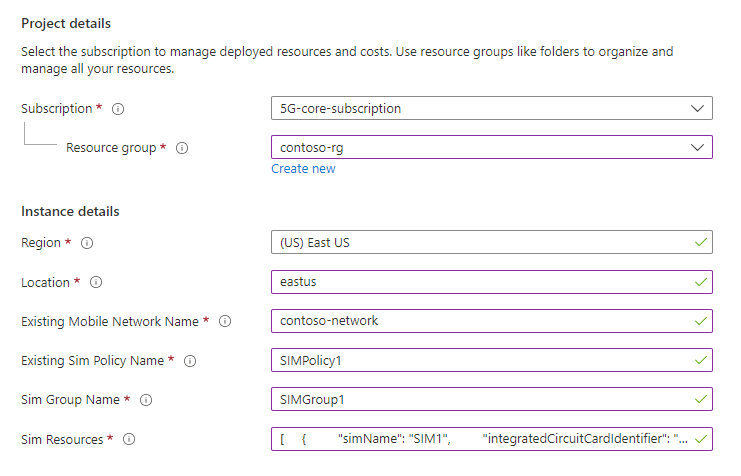 Project details
Select the subscription to manage deployed resources and costs. Use resource groups like folders to organize and
manage all your resources.
Subscription *
5G-core-subscription
Resource group *
contoso-rg
Create new
Instance details
Region *
(US) East US
Location *
eastus
Existing Mobile Network Name *
contoso-network
Existing Sim Policy Name *
SIMPolicy1
Sim Group Name *
SIMGroup1
Sim Resources *
[ { "simName": "SIM1", "integratedCircuitCardIdentifier": "...